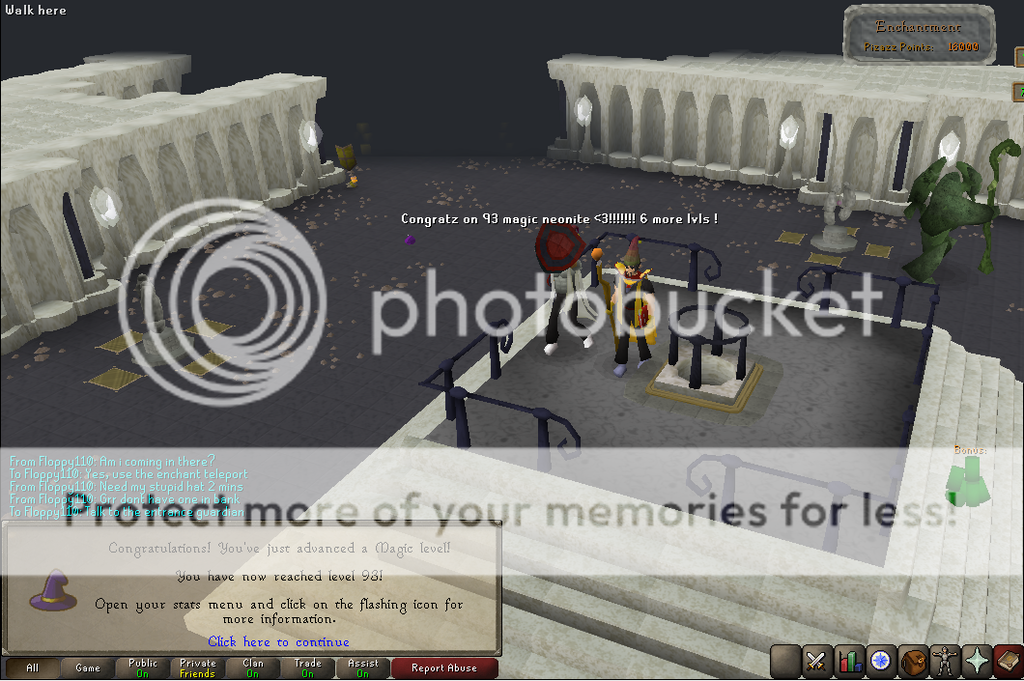 Walk here
Enchantment
Pizazz Points: 16000
Congratz on 93 magic neonite <3!!!!!!! 6 more lvls !
photobucket
From Floppy110: Am i coming in there?
To Floppy110: Yes, use the enchant teleport
From Floppy110: Need my stupid hat 2 mins
From Floppy110: Grr dont have one in bank
To Floppy110: Talk to the entrance guardian
Bonus:
Protect more of your memories for less!
Congratulations! You've just advanced a Magic level!
You have now reached level 93!
Open your stats menu and click on the flashing icon for
more information.
Click here to continue
All
Game
Public
On
Private
Friends
Clan
On
Trade
On
Assist
On
Report Abuse